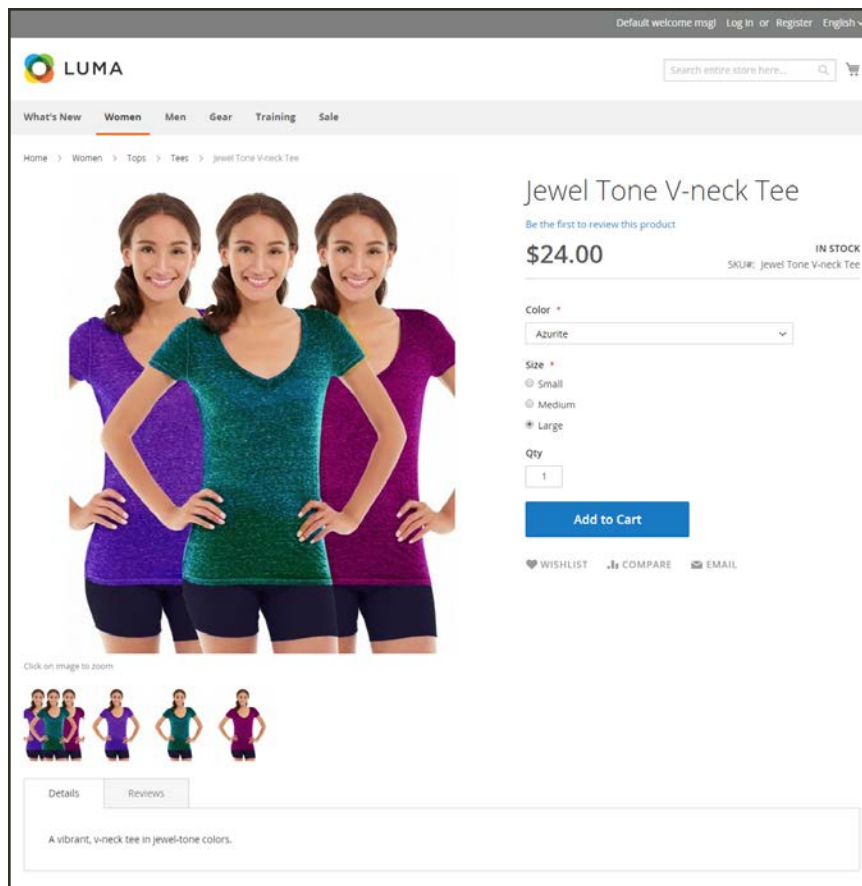 Default welcome msg! Log In or Register English
LUMA
Search entire store here...
What's New Women Men Gear Training Sale
Home > Women > Tops > Tees > Jewel Tone V-neck Tee
Jewel Tone V-neck Tee
Be the first to review this product
$24.00
IN STOCK
SKU#: Jewel Tone V-neck Tee
Color *
Azurite
Size *
Small
Medium
Large
Qty
1
Add to Cart
WISHLIST COMPARE EMAIL
Click on image to zoom
Details Reviews
A vibrant, v-neck tee in jewel-tone colors.